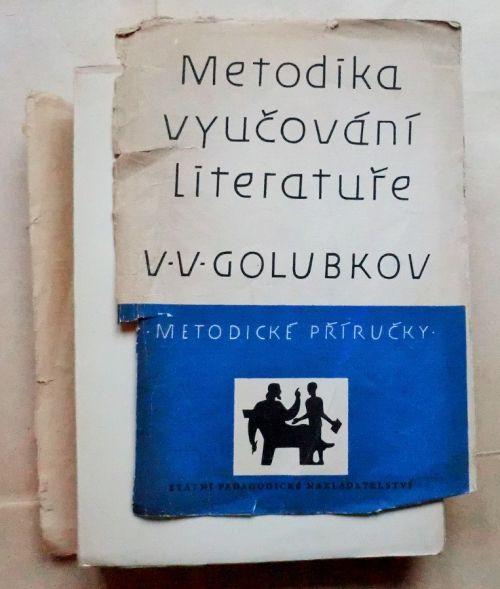 Metodika
vyučování
literatuře
V·V·GOLUBKOV
·METODICKÉ PŘÍRUČKY·
STÁTNÍ PEDAGOGICKÉ NAKLADATELSTVÍ